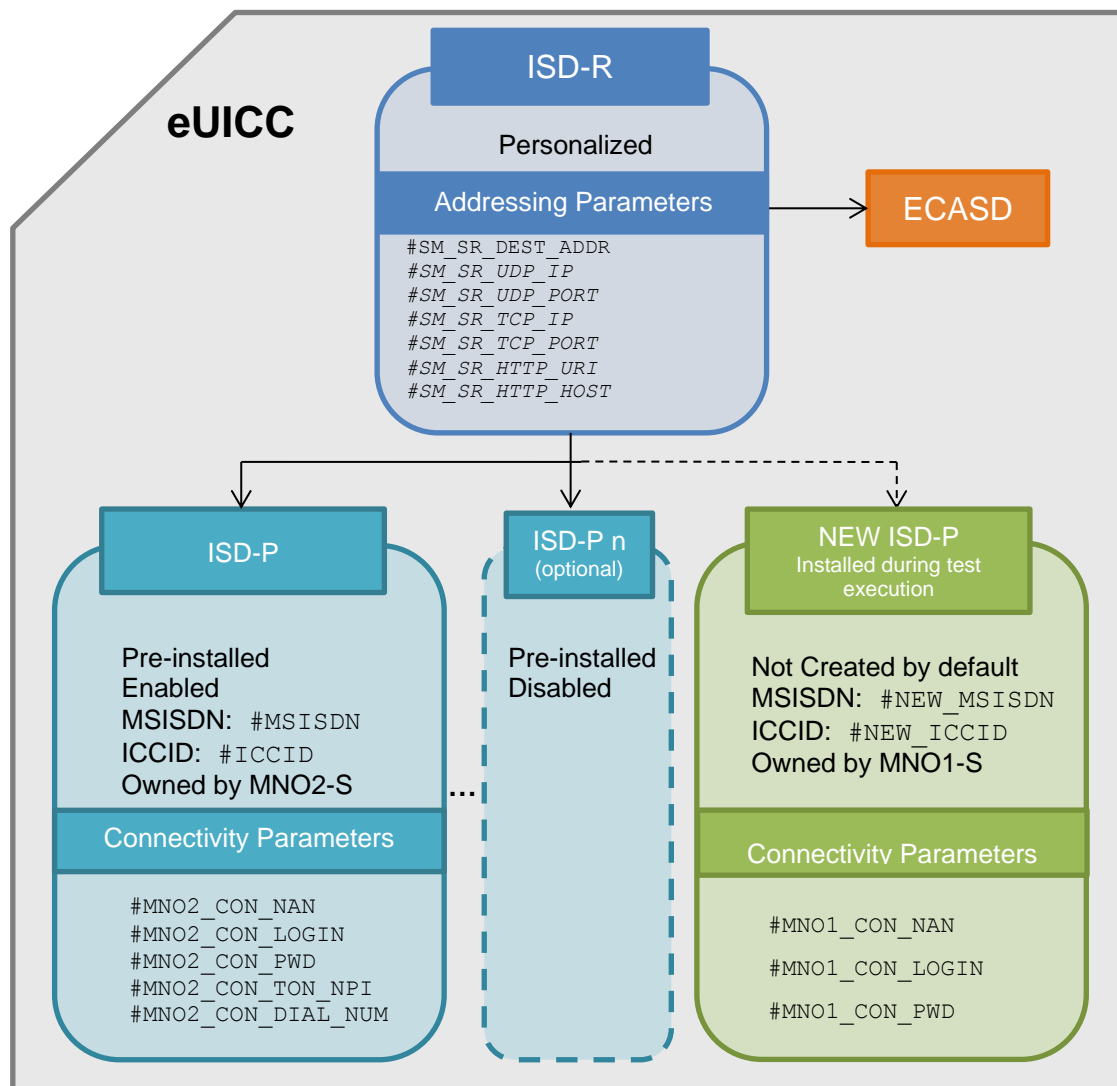 eUICC
ISD-R
Personalized
Addressing Parameters
#SM_SR_DEST_ADDR
#SM_SR_UDP_IP
#SM_SR_UDP_PORT
#SM_SR_TCP_IP
#SM_SR_TCP_PORT
#SM_SR_HTTP_URI
#SM_SR_HTTP_HOST
ECASD
ISD-P
Pre-installed
Enabled
MSISDN: #MSISDN
ICCID: #ICCID
Owned by MNO2-S
Connectivity Parameters
#MNO2_CON_NAN
#MNO2_CON_LOGIN
#MNO2_CON_PWD
#MNO2_CON_TON_NPI
#MNO2_CON_DIAL_NUM
...
ISD-P n
(optional)
Pre-installed
Disabled
NEW ISD-P
Installed during test
execution
Not Created by default
MSISDN: #NEW_MSISDN
ICCID: #NEW_ICCID
Owned by MNO1-S
Connectivity Parameters
#MNO1_CON_NAN
#MNO1_CON_LOGIN
#MNO1_CON_PWD